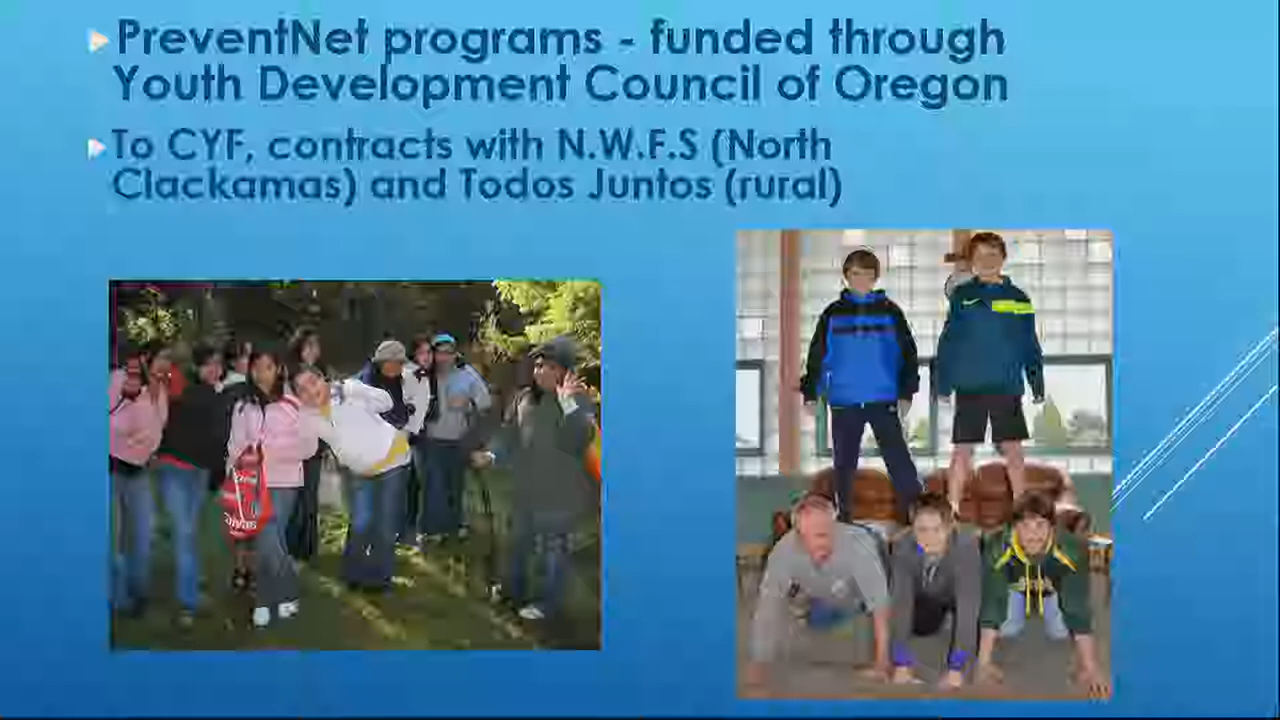 PreventNet programs - funded through
Youth Development Council of Oregon
To CYF, contracts with N.W.F.S (North
Clackamas) and Todos Juntos (rural)